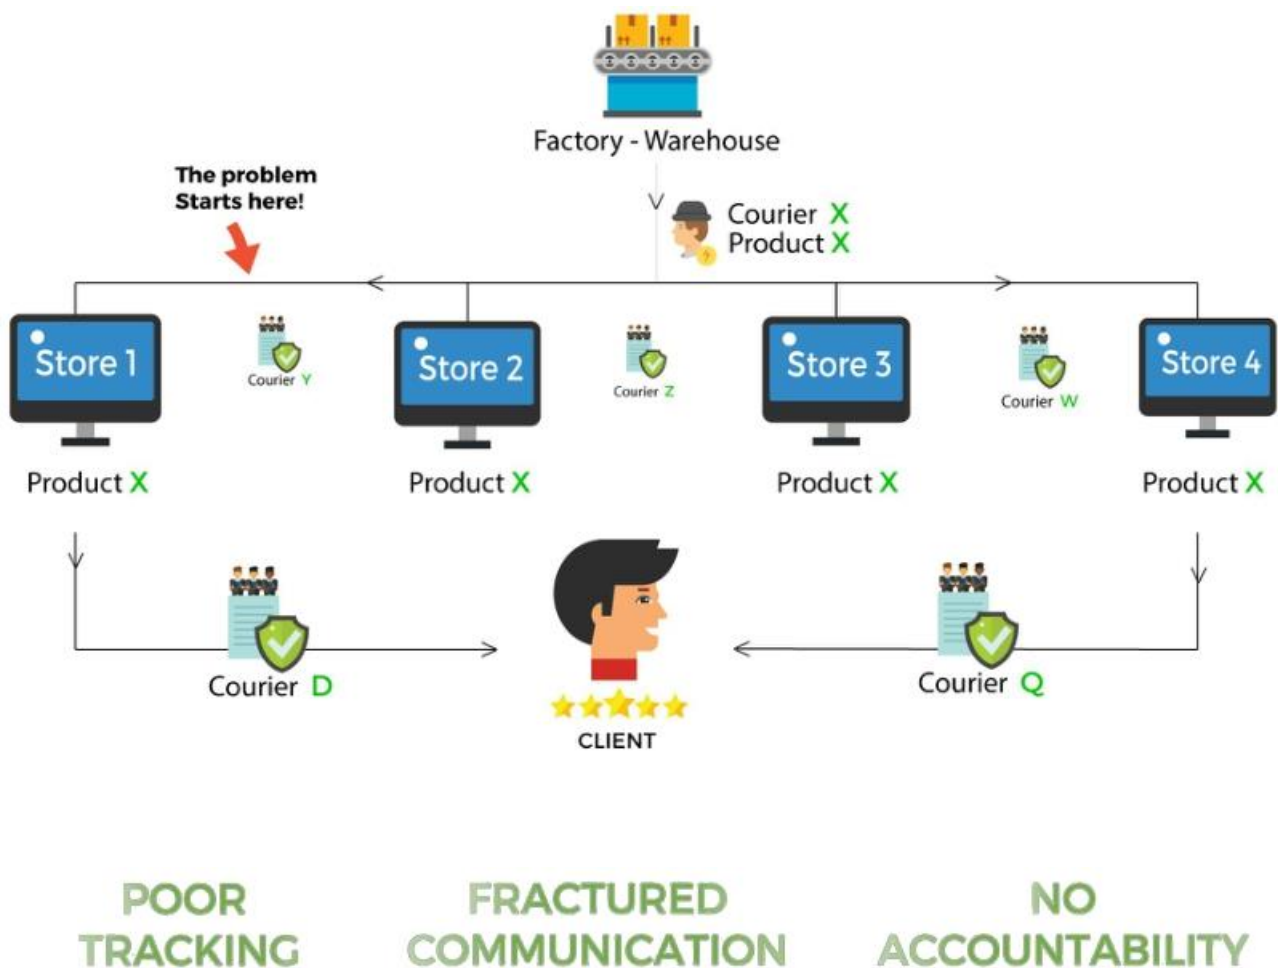 Factory - Warehouse
The problem
Starts here!
Courier X
Product X
Store 1
Store 2
Store 3
Store 4
Courier Y
Courier Z
Courier W
Product X
Product X
Product X
Product X
Courier D
Courier Q
CLIENT
POOR
TRACKING
FRACTURED
COMMUNICATION
NO
ACCOUNTABILITY